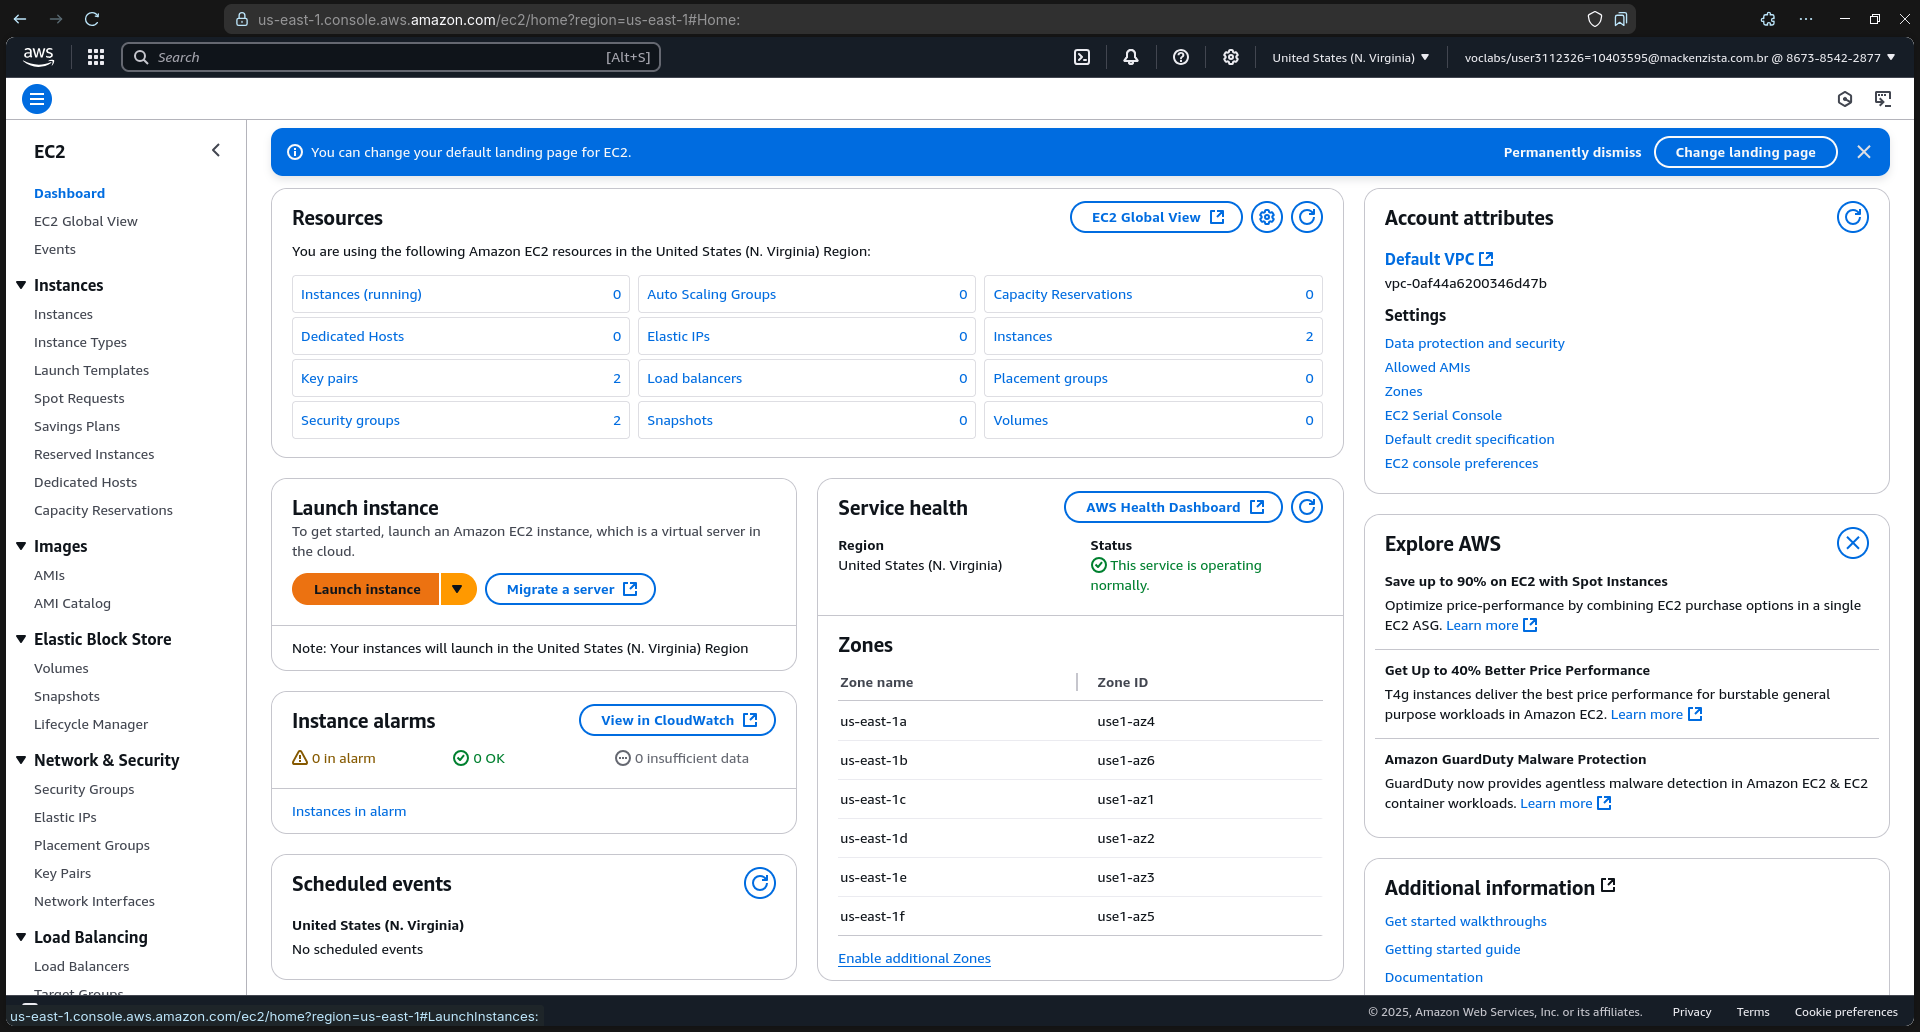 us-east-1.console.aws.amazon.com/ec2/home?region=us-east-1#Home:
aws
Search
[Alt+S]
United States (N. Virginia)
voclabs/user3112326=10403595@mackenzista.com.br @ 8673-8542-2877
EC2
Dashboard
EC2 Global View
Events
Instances
Instances
Instance Types
Launch Templates
Spot Requests
Savings Plans
Reserved Instances
Dedicated Hosts
Capacity Reservations
Images
AMIs
AMI Catalog
Elastic Block Store
Volumes
Snapshots
Lifecycle Manager
Network & Security
Security Groups
Elastic IPs
Placement Groups
Key Pairs
Network Interfaces
Load Balancing
Load Balancers
Target Groups
You can change your default landing page for EC2.
Permanently dismiss
Change landing page
Resources
EC2 Global View
You are using the following Amazon EC2 resources in the United States (N. Virginia) Region:
Instances (running) 0
Auto Scaling Groups 0
Capacity Reservations 0
Dedicated Hosts 0
Elastic IPs 0
Instances 2
Key pairs 2
Load balancers 0
Placement groups 0
Security groups 2
Snapshots 0
Volumes 0
Launch instance
To get started, launch an Amazon EC2 instance, which is a virtual server in
the cloud.
Launch instance
Migrate a server
Note: Your instances will launch in the United States (N. Virginia) Region
Instance alarms
View in CloudWatch
0 in alarm
0 OK
0 insufficient data
Instances in alarm
Scheduled events
United States (N. Virginia)
No scheduled events
Service health
AWS Health Dashboard
Region
United States (N. Virginia)
Status
This service is operating
normally.
Zones
Zone name Zone ID
us-east-1a use1-az4
us-east-1b use1-az6
us-east-1c use1-az1
us-east-1d use1-az2
us-east-1e use1-az3
us-east-1f use1-az5
Enable additional Zones
Account attributes
Default VPC
vpc-0af44a6200346d47b
Settings
Data protection and security
Allowed AMIs
Zones
EC2 Serial Console
Default credit specification
EC2 console preferences
Explore AWS
Save up to 90% on EC2 with Spot Instances
Optimize price-performance by combining EC2 purchase options in a single
EC2 ASG. Learn more
Get Up to 40% Better Price Performance
T4g instances deliver the best price performance for burstable general
purpose workloads in Amazon EC2. Learn more
Amazon GuardDuty Malware Protection
GuardDuty now provides agentless malware detection in Amazon EC2 & EC2
container workloads. Learn more
Additional information
Get started walkthroughs
Getting started guide
Documentation
us-east-1.console.aws.amazon.com/ec2/home?region=us-east-1#LaunchInstances:
© 2025, Amazon Web Services, Inc. or its affiliates.
Privacy
Terms
Cookie preferences